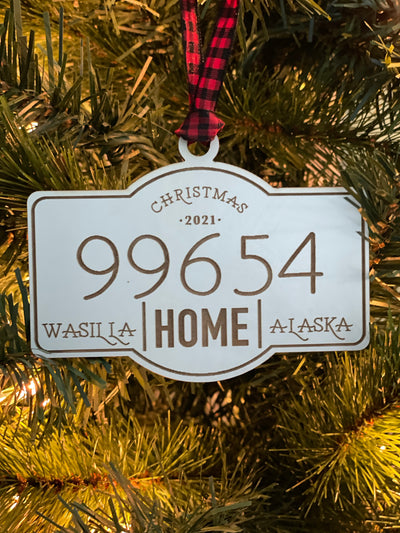 CHRISTMAS
·2021·
99654
WASILLA | HOME | ALASKA